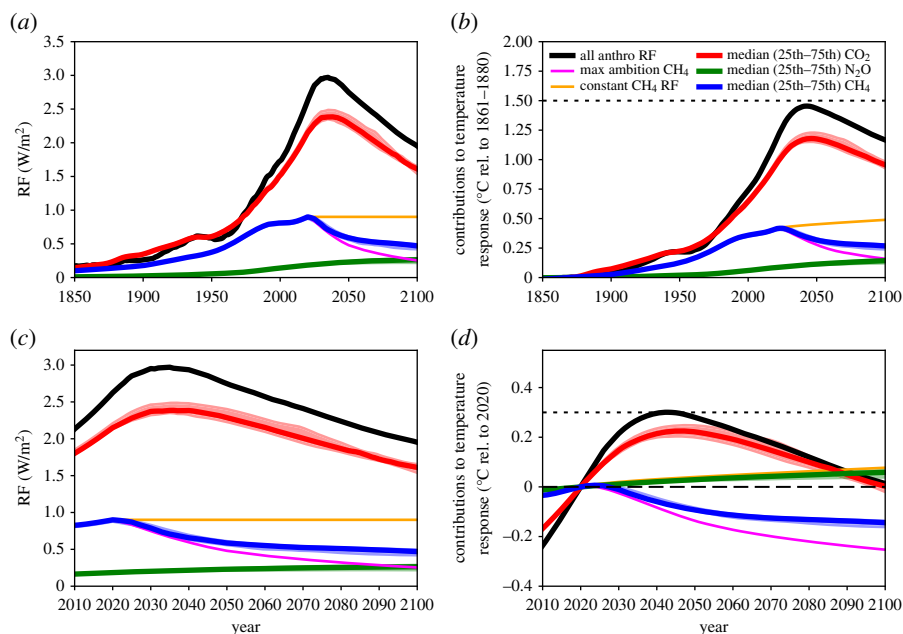 (a)
3.5
3.0
2.5
2.0
1.5
1.0
0.5
0
RF (W/m²)
1850 1900 1950 2000 2050 2100
(b)
2.00
1.75
1.50
1.25
1.00
0.75
0.50
0.25
0
contributions to temperature
response (°C rel. to 1861–1880)
all anthro RF
max ambition CH₄
constant CH₄ RF
median (25th–75th) CO₂
median (25th–75th) N₂O
median (25th–75th) CH₄
1850 1900 1950 2000 2050 2100
(c)
3.0
2.5
2.0
1.5
1.0
0.5
0
RF (W/m²)
2010 2020 2030 2040 2050 2060 2070 2080 2090 2100
year
(d)
0.4
0.2
0
−0.2
−0.4
contributions to temperature
response (°C rel. to 2020)
2010 2020 2030 2040 2050 2060 2070 2080 2090 2100
year